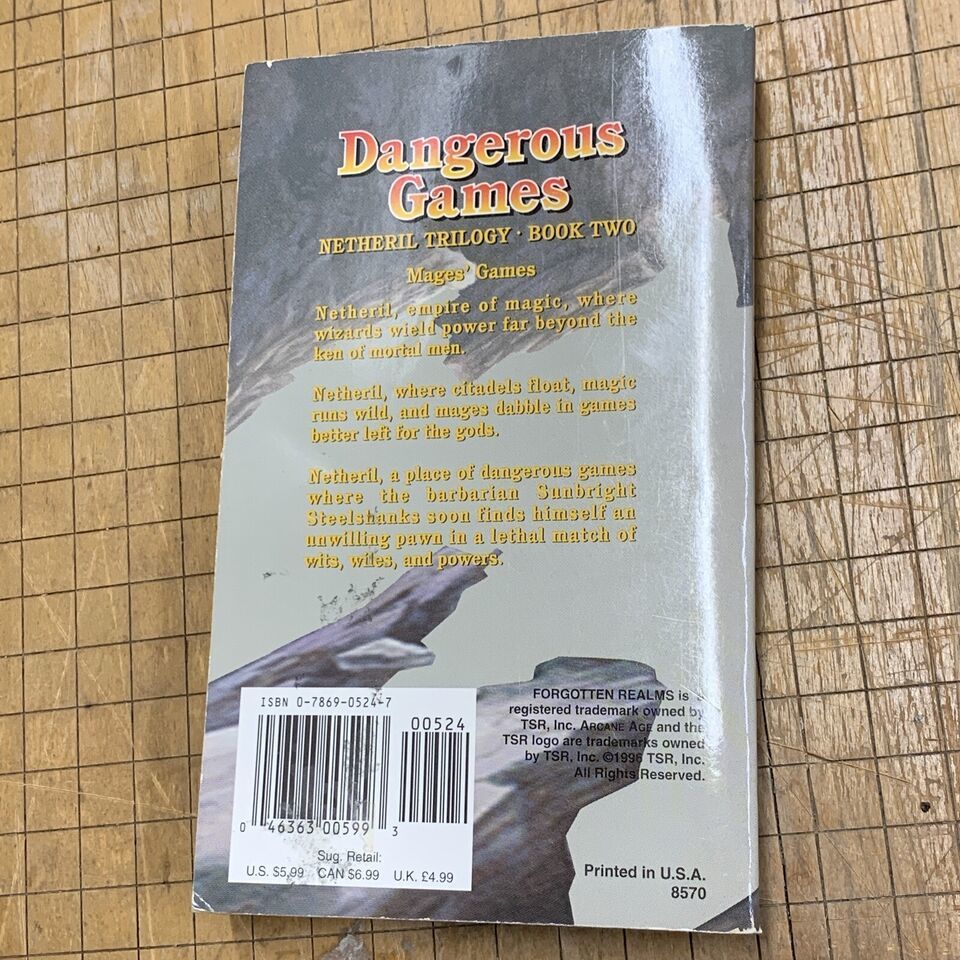 Dangerous
Games
NETHERIL TRILOGY · BOOK TWO
Mages' Games
Netheril, empire of magic, where
wizards wield power far beyond the
ken of mortal men.
Netheril, where citadels float, magic
runs wild, and mages dabble in games
better left for the gods.
Netheril, a place of dangerous games
where the barbarian Sunbright
Steelshanks soon finds himself an
unwilling pawn in a lethal match of
wits, wiles, and powers.
ISBN 0-7869-0524-7
00524
0 46363 00599 3
Sug. Retail:
U.S. $5.99 CAN $6.99 U.K. £4.99
FORGOTTEN REALMS is a
registered trademark owned by
TSR, Inc. ARCANE AGE and the
TSR logo are trademarks owned
by TSR, Inc. ©1996 TSR, Inc.
All Rights Reserved.
Printed in U.S.A.
8570